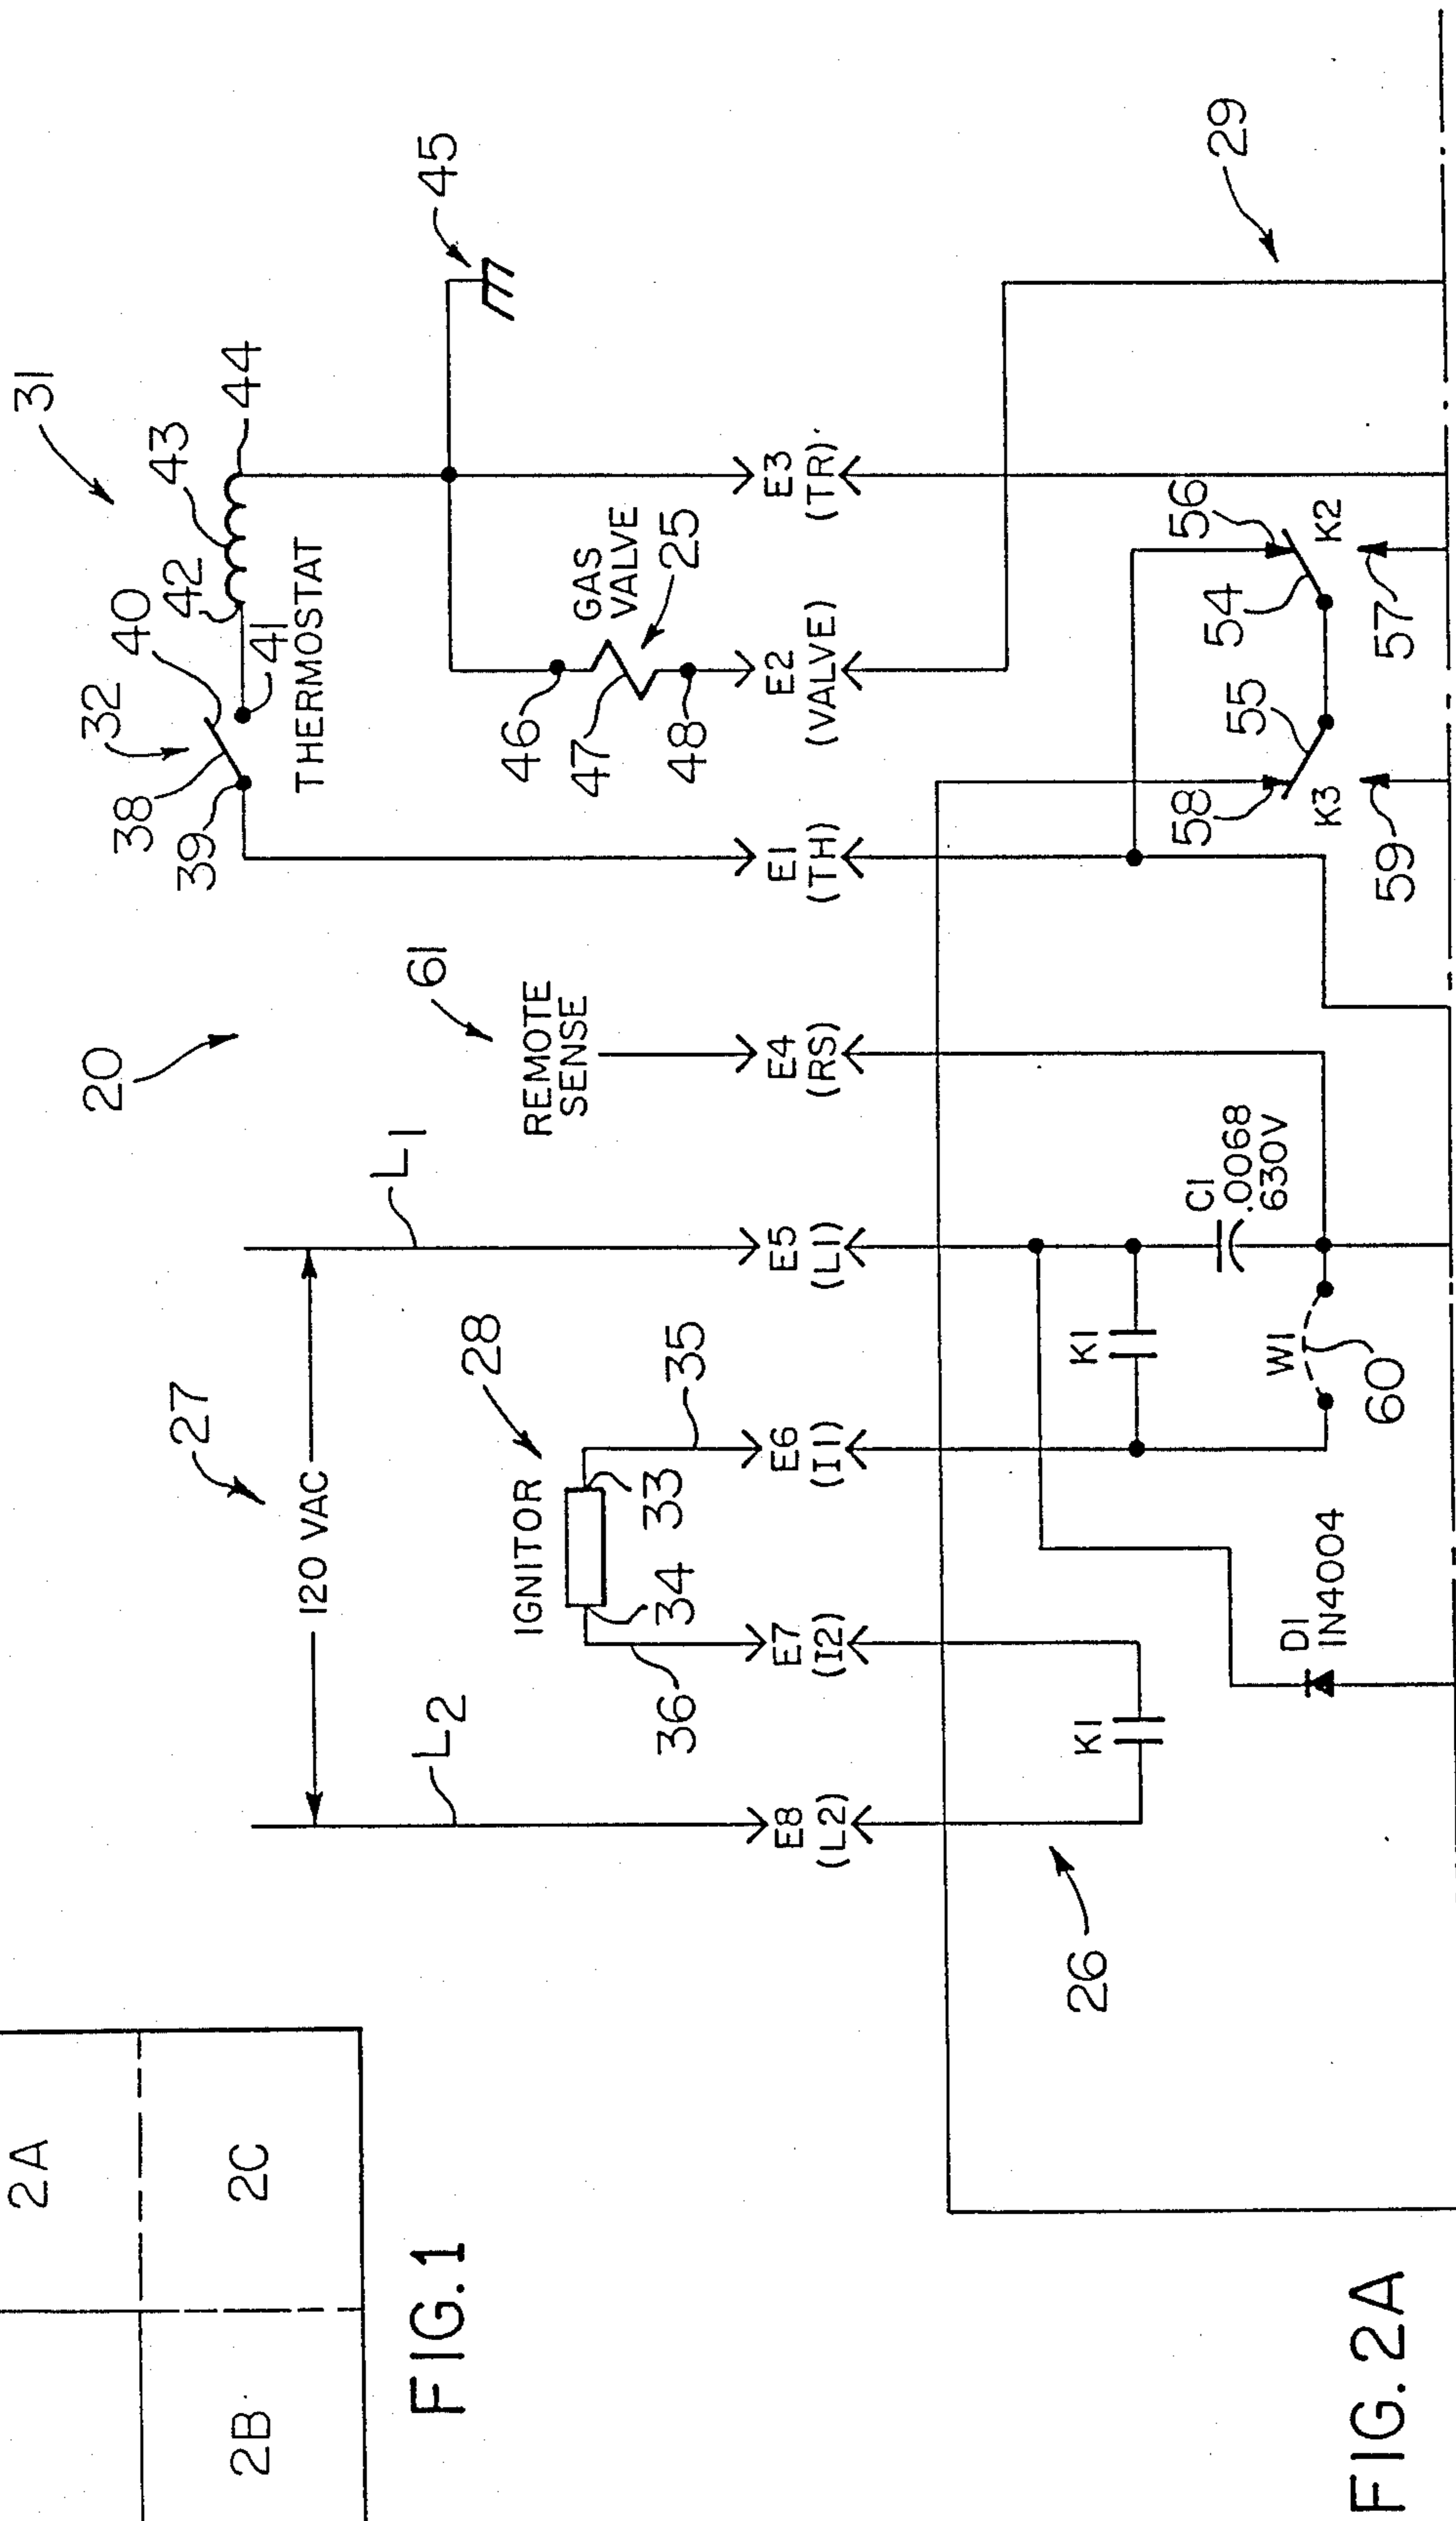 2A
2B
2C
FIG. 1
20
31
27
L2
120 VAC
L1
61
REMOTE
SENSE
IGNITOR
28
34
33
36
35
32
38
39
40
41
42
43
44
THERMOSTAT
45
46
47
48
GAS
VALVE
25
E8
(L2)
E7
(I2)
E6
(I1)
E5
(L1)
E4
(RS)
E1
(TH)
E2
(VALVE)
E3
(TR)
26
K1
D1
IN4004
K1
W1
60
C1
.0068
630V
58
55
54
56
K3
K2
59
57
29
FIG. 2A